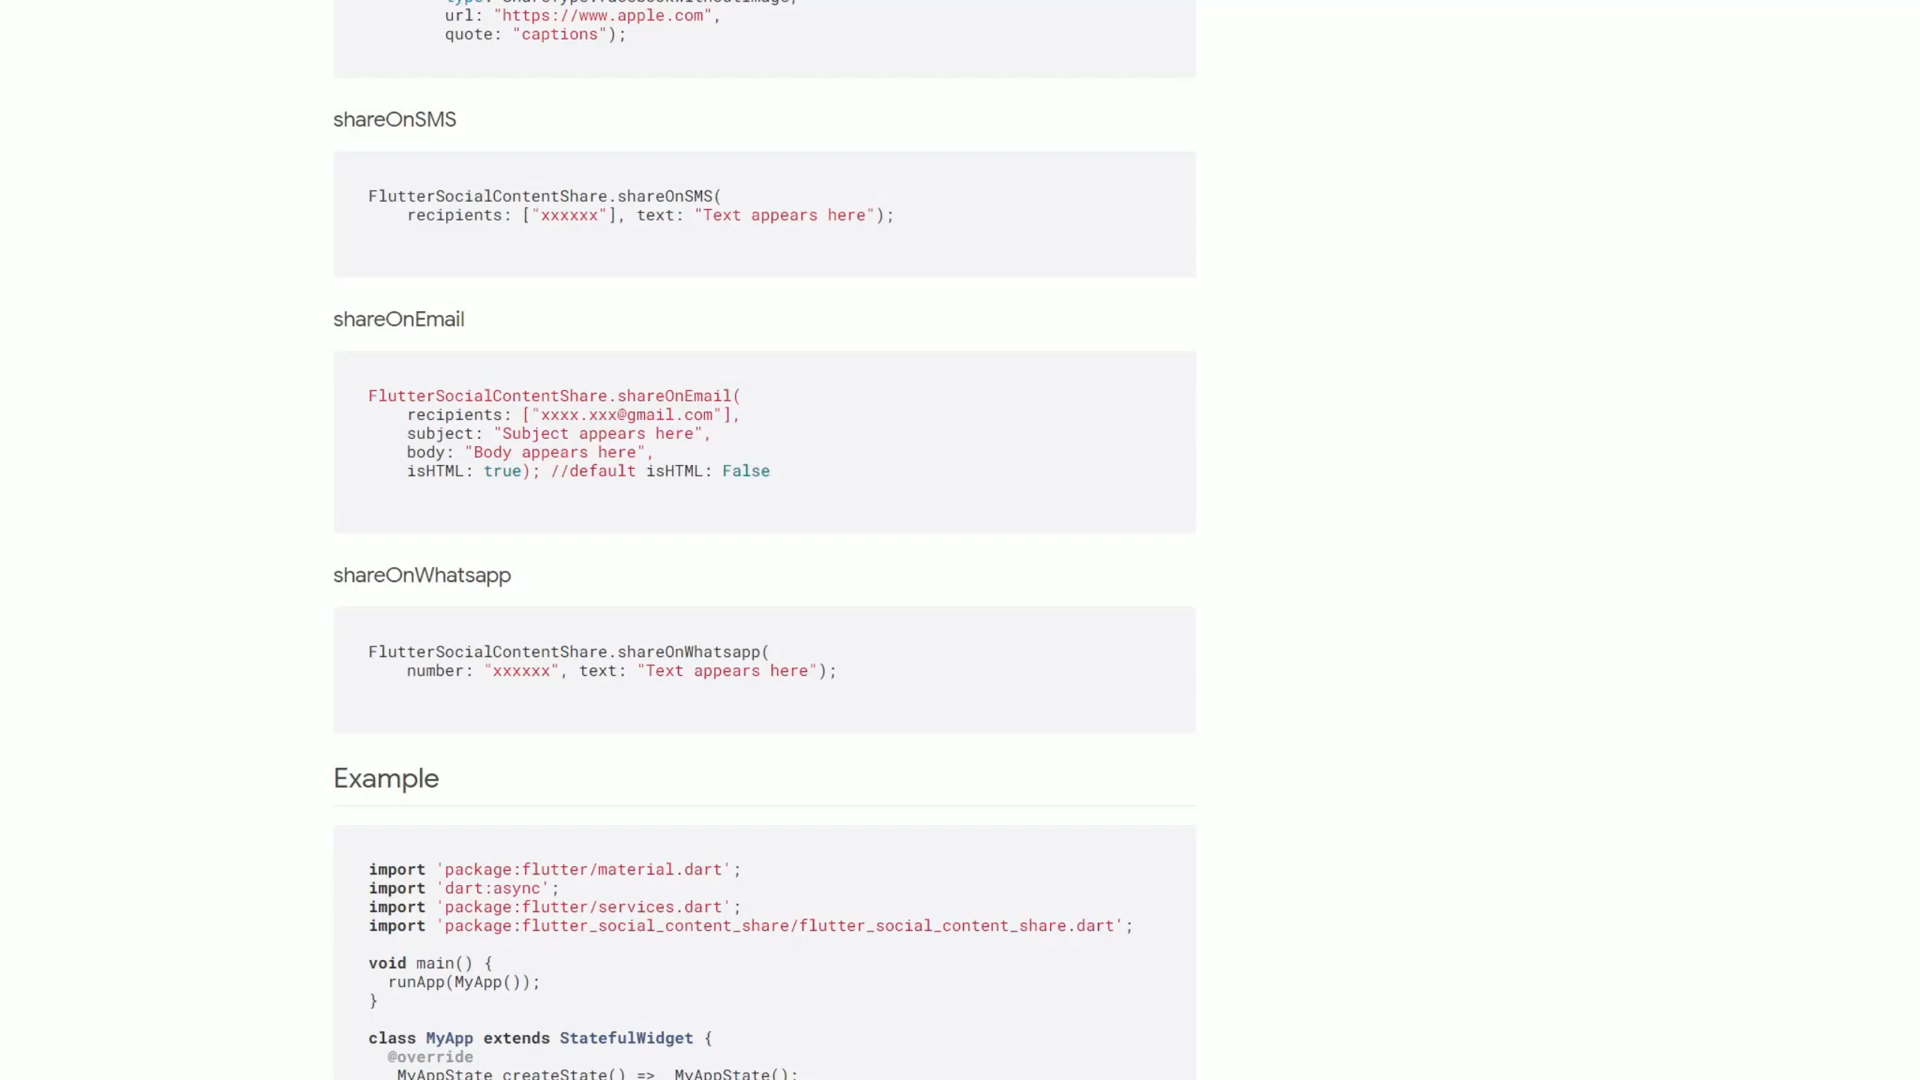 url: "https://www.apple.com",
quote: "captions");
shareOnSMS
FlutterSocialContentShare.shareOnSMS(
recipients: ["xxxxxx"], text: "Text appears here");
shareOnEmail
FlutterSocialContentShare.shareOnEmail(
recipients: ["xxxx.xxx@gmail.com"],
subject: "Subject appears here",
body: "Body appears here",
isHTML: true); //default isHTML: False
shareOnWhatsapp
FlutterSocialContentShare.shareOnWhatsapp(
number: "xxxxxx", text: "Text appears here");
Example
import 'package:flutter/material.dart';
import 'dart:async';
import 'package:flutter/services.dart';
import 'package:flutter_social_content_share/flutter_social_content_share.dart';
void main() {
runApp(MyApp());
}
class MyApp extends StatefulWidget {
@override
_MyAppState createState() => _MyAppState();